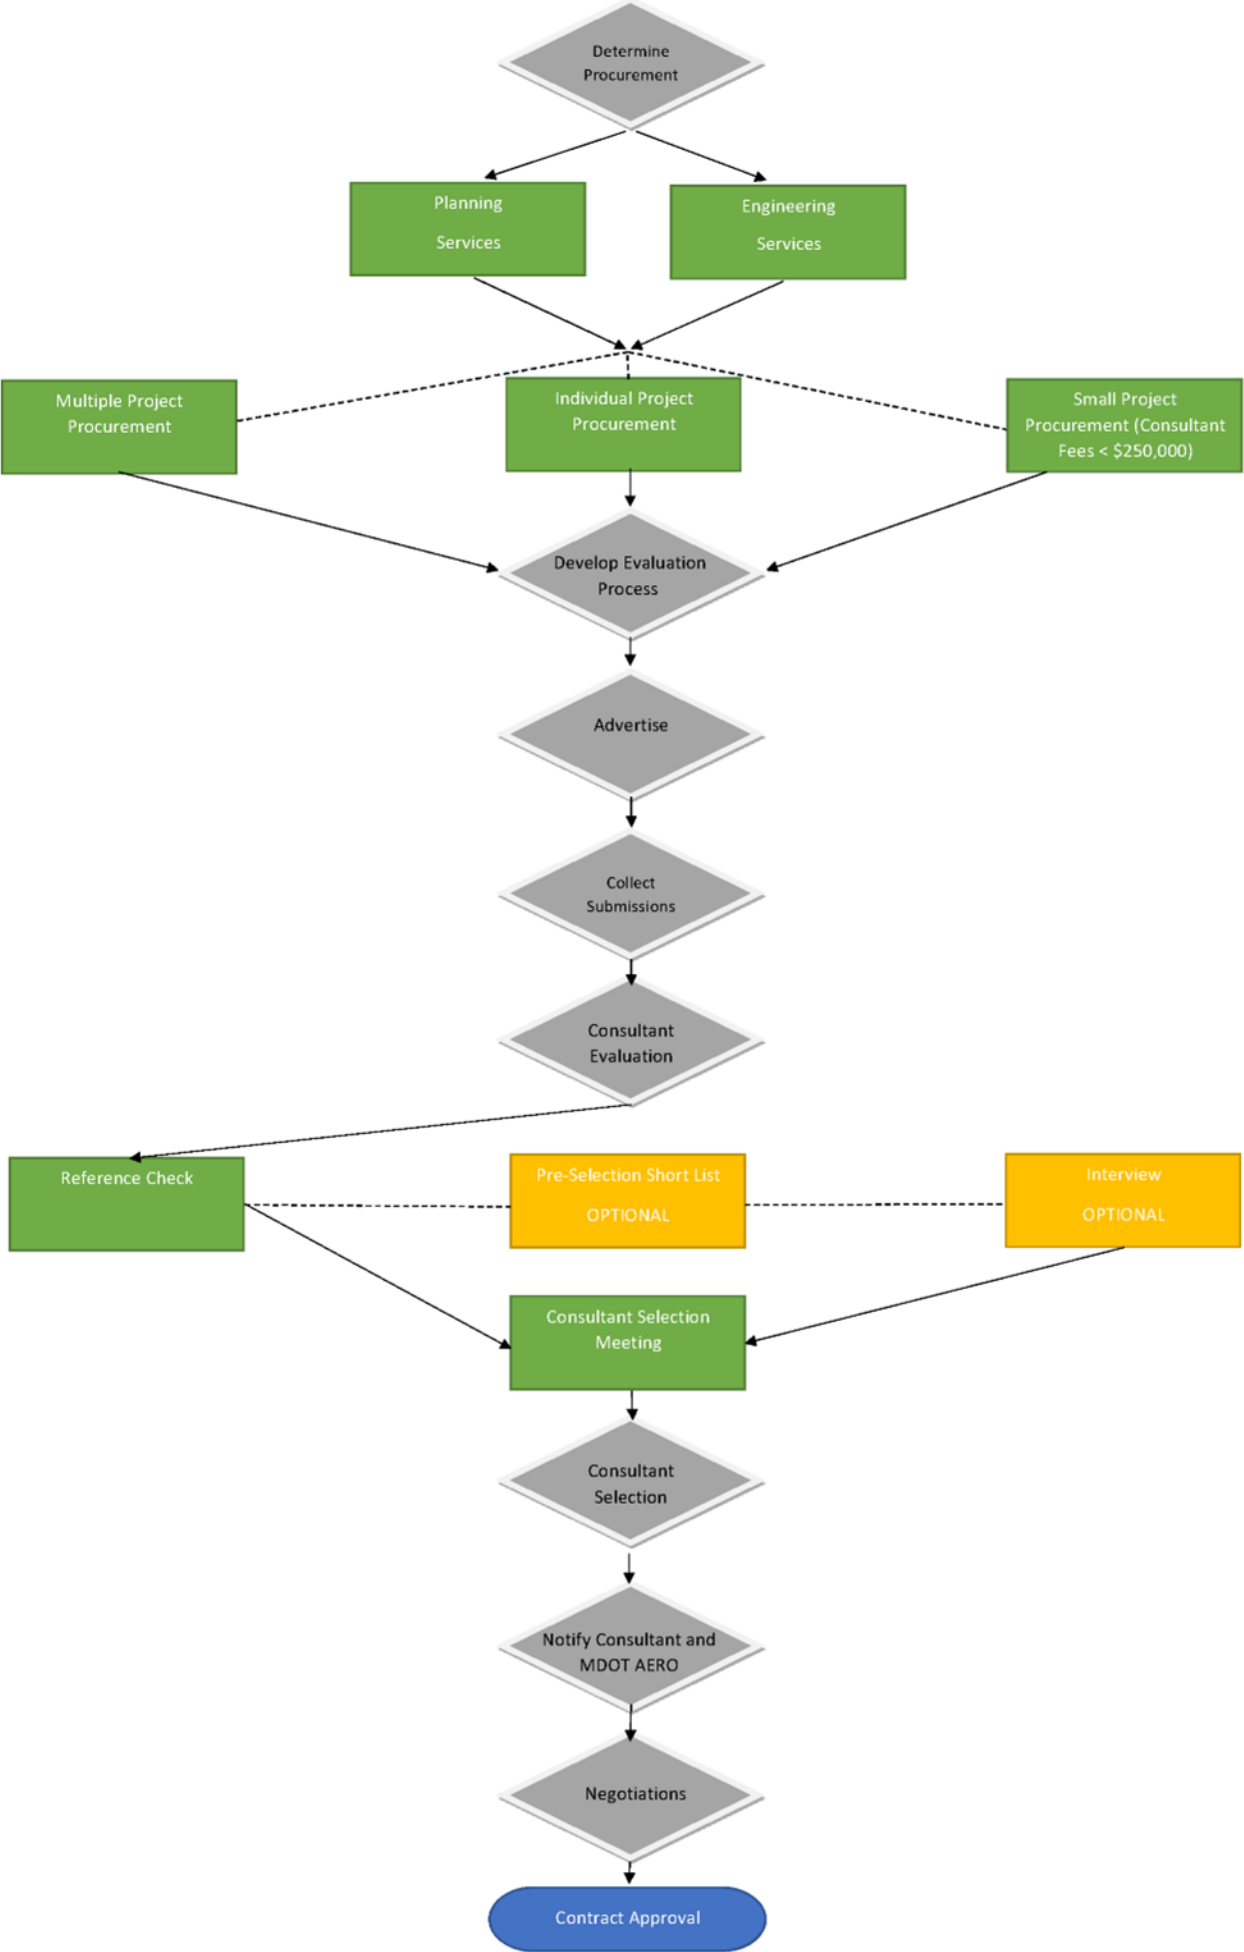 Determine
Procurement
Planning
Services
Engineering
Services
Multiple Project
Procurement
Individual Project
Procurement
Small Project
Procurement (Consultant
Fees < $250,000)
Develop Evaluation
Process
Advertise
Collect
Submissions
Consultant
Evaluation
Reference Check
Pre-Selection Short List
OPTIONAL
Interview
OPTIONAL
Consultant Selection
Meeting
Consultant
Selection
Notify Consultant and
MDOT AERO
Negotiations
Contract Approval